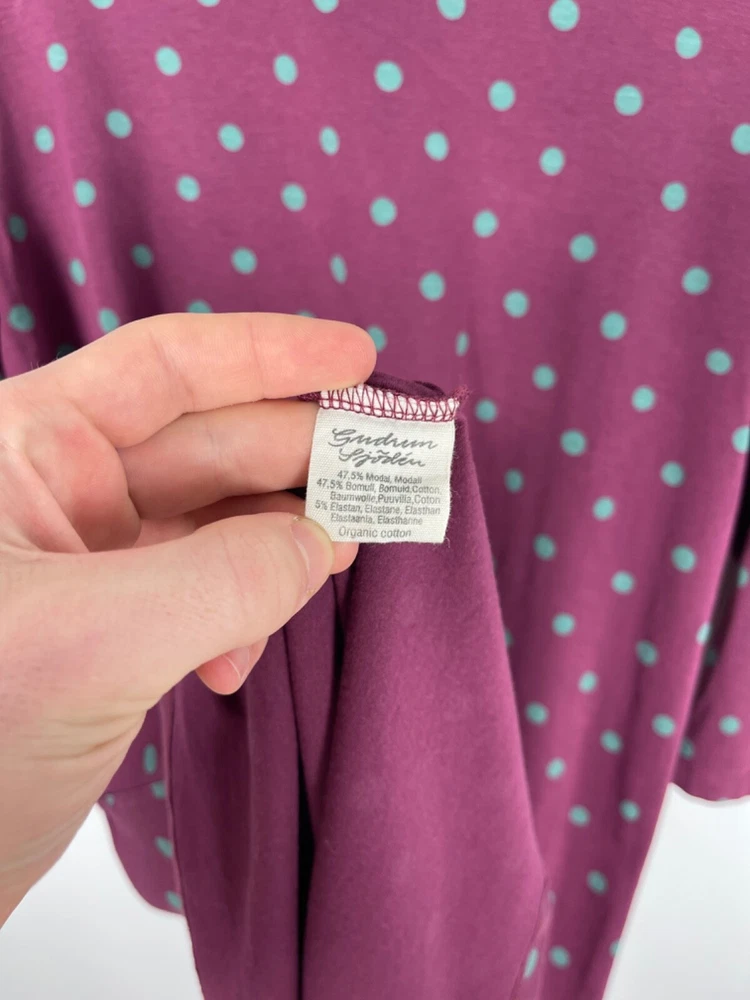 Gudrun
Sjödén
47,5% Modal, Modall
47,5% Bomull, Bomuld,Cotton,
Baumwolle,Puuvilla,Coton
5% Elastan, Elastane, Elasthan
Elastaania, Elasthanne
Organic cotton